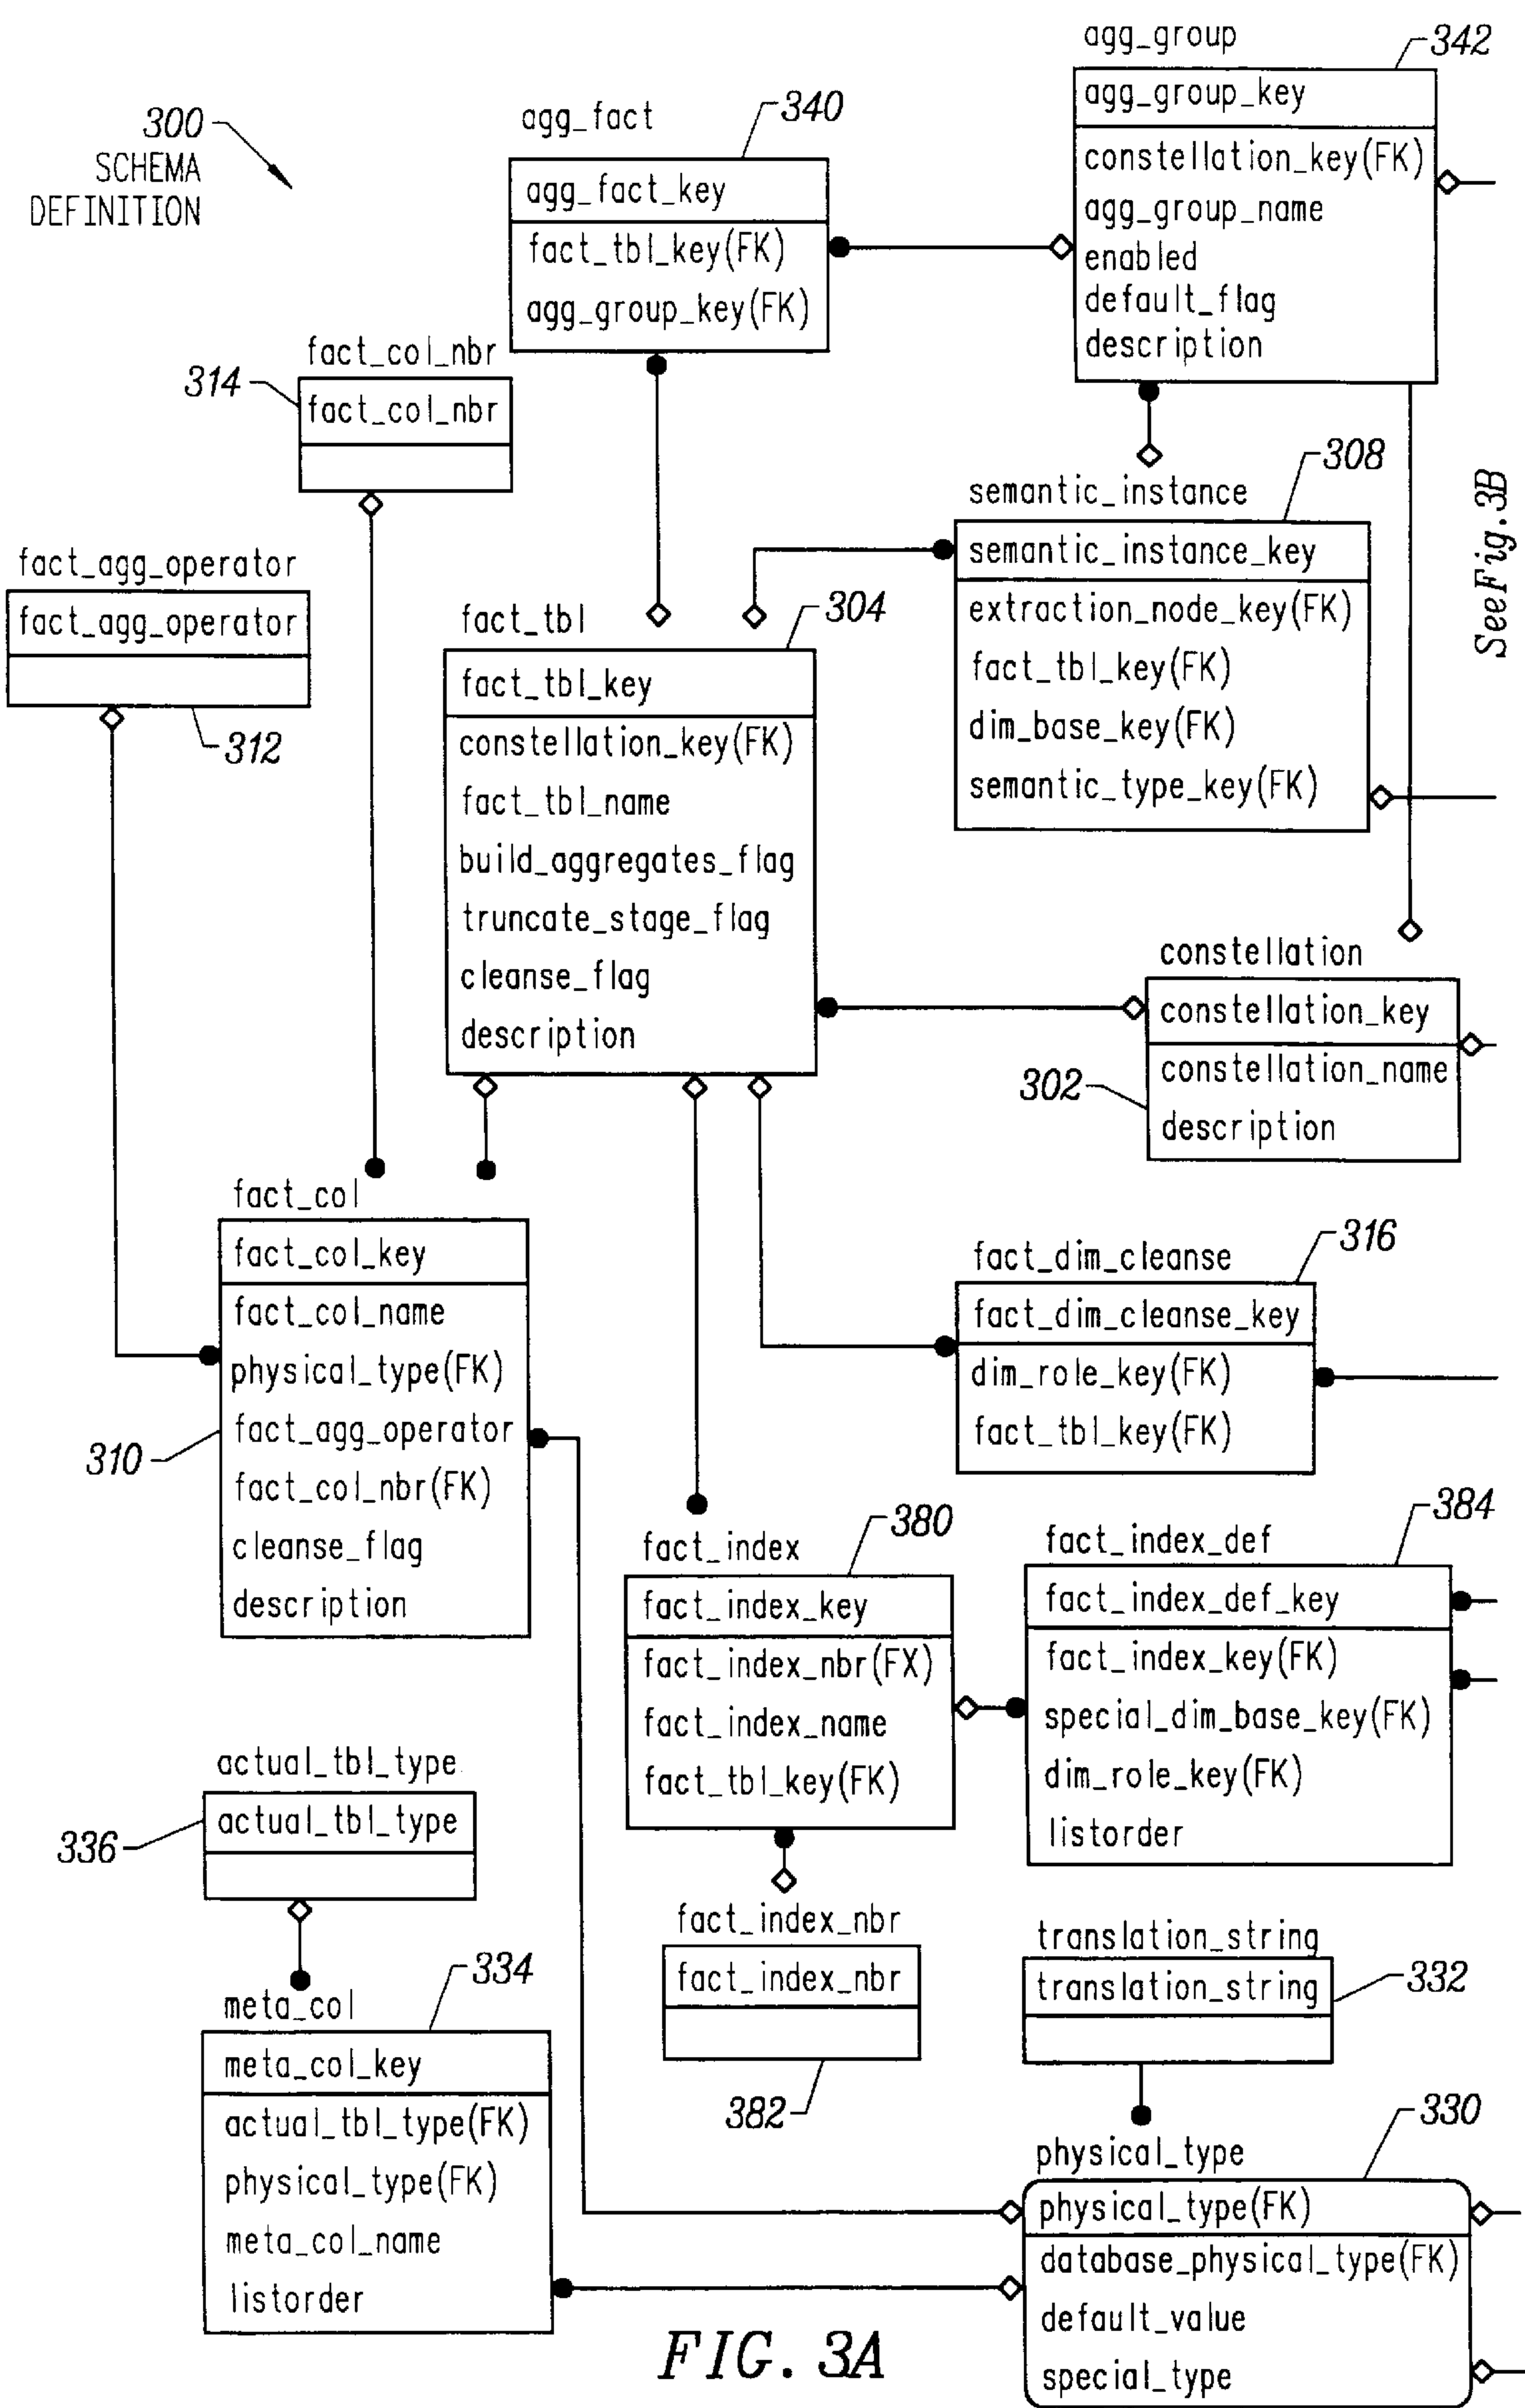 300
SCHEMA
DEFINITION
agg_fact
340
agg_fact_key
fact_tbl_key(FK)
agg_group_key(FK)
agg_group
342
agg_group_key
constellation_key(FK)
agg_group_name
enabled
default_flag
description
fact_col_nbr
314
fact_col_nbr
fact_agg_operator
fact_agg_operator
312
semantic_instance
308
semantic_instance_key
extraction_node_key(FK)
fact_tbl_key(FK)
dim_base_key(FK)
semantic_type_key(FK)
See Fig. 3B
fact_tbl
304
fact_tbl_key
constellation_key(FK)
fact_tbl_name
build_aggregates_flag
truncate_stage_flag
cleanse_flag
description
constellation
constellation_key
302
constellation_name
description
fact_col
fact_col_key
fact_col_name
physical_type(FK)
fact_agg_operator
310
fact_col_nbr(FK)
cleanse_flag
description
fact_dim_cleanse
316
fact_dim_cleanse_key
dim_role_key(FK)
fact_tbl_key(FK)
fact_index
380
fact_index_key
fact_index_nbr(FX)
fact_index_name
fact_tbl_key(FK)
fact_index_def
384
fact_index_def_key
fact_index_key(FK)
special_dim_base_key(FK)
dim_role_key(FK)
listorder
actual_tbl_type
336
actual_tbl_type
fact_index_nbr
fact_index_nbr
382
translation_string
translation_string
332
meta_col
334
meta_col_key
actual_tbl_type(FK)
physical_type(FK)
meta_col_name
listorder
physical_type
330
physical_type(FK)
database_physical_type(FK)
default_value
special_type
FIG. 3A